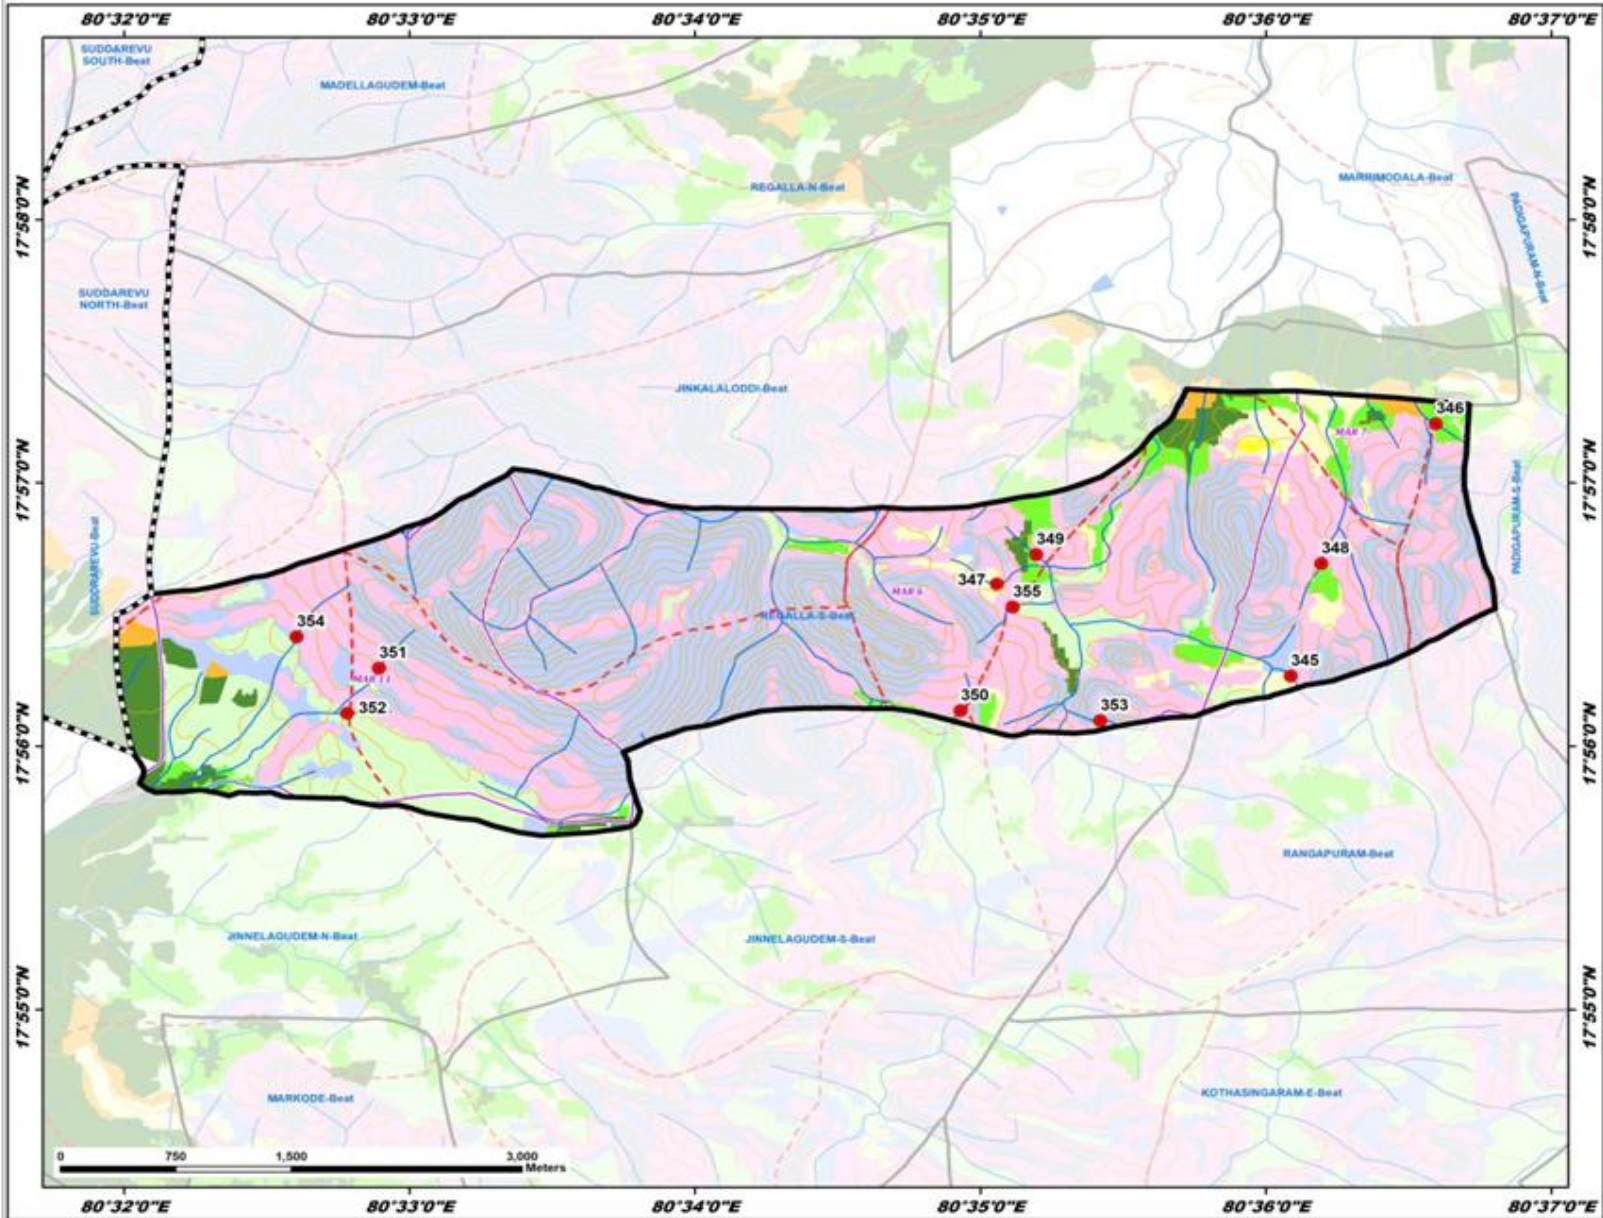 80°32'0"E 80°33'0"E 80°34'0"E 80°35'0"E 80°36'0"E 80°37'0"E
SUDDAREVU
SOUTH-Beat
MADELLAGUDEM-Beat
REGALLA-N-Beat
MARRIMODALA-Beat
PADIGAPURAM-N-Beat
17°58'0"N
17°58'0"N
SUDDAREVU
NORTH-Beat
JINKALALODDI-Beat
346
MAR 7
17°57'0"N
17°57'0"N
PADIGAPURAM-S-Beat
SUDDRAREVU-Beat
349
348
347
355
MAR 6
REGALLA-S-Beat
354
351
MAR 11
345
352
350
353
17°56'0"N
17°56'0"N
RANGAPURAM-Beat
JINNELAGUDEM-N-Beat
JINNELAGUDEM-S-Beat
17°55'0"N
17°55'0"N
MARKODE-Beat
KOTHASINGARAM-E-Beat
0 750 1,500 3,000
Meters
80°32'0"E 80°33'0"E 80°34'0"E 80°35'0"E 80°36'0"E 80°37'0"E